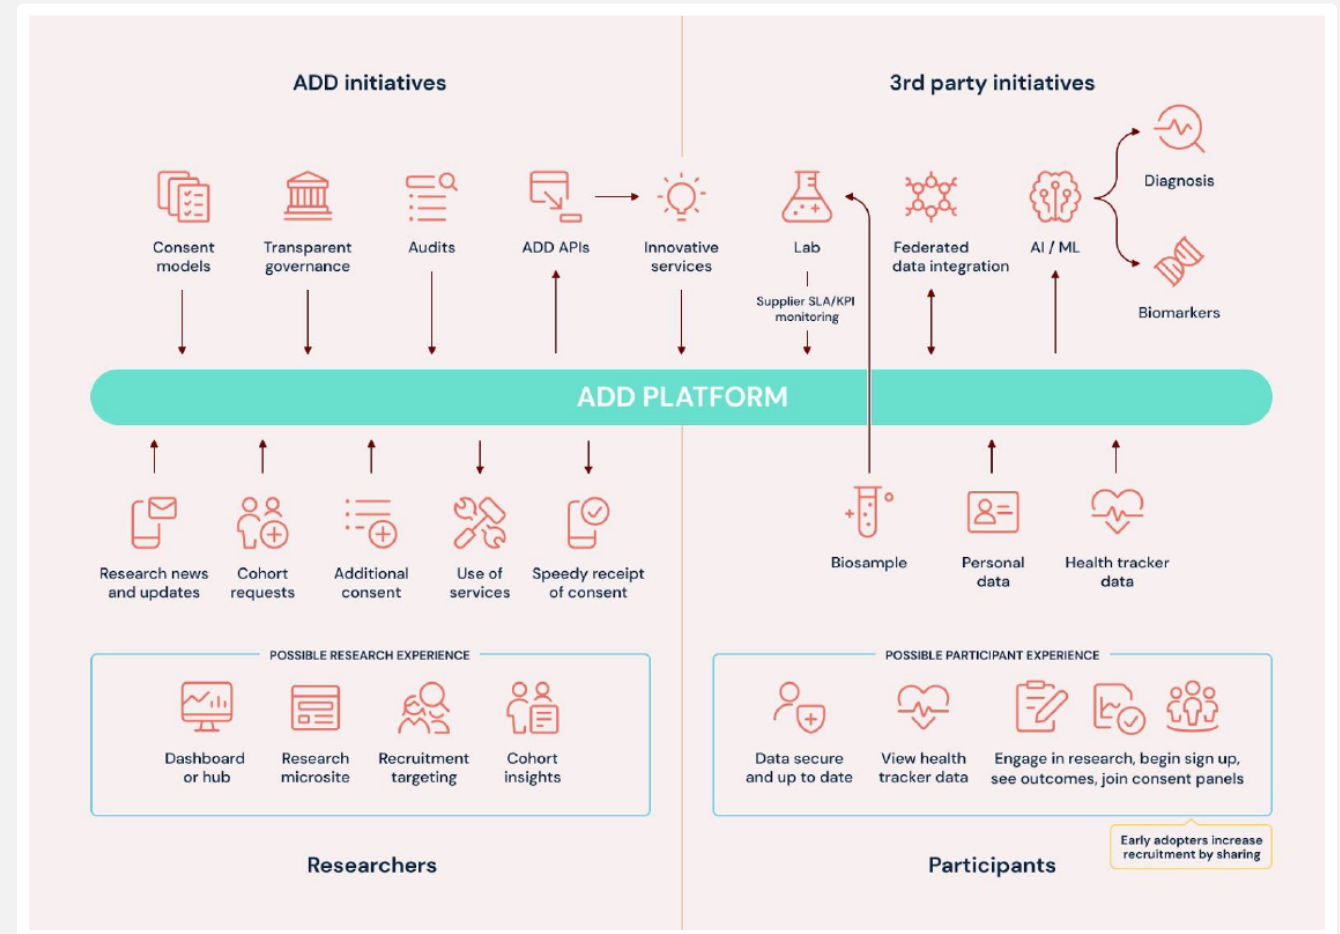 ADD initiatives
3rd party initiatives
Diagnosis
Consent
models
Transparent
governance
Audits
ADD APIs
Innovative
services
Lab
Federated
data integration
AI / ML
Supplier SLA/KPI
monitoring
Biomarkers
ADD PLATFORM
Research news
and updates
Cohort
requests
Additional
consent
Use of
services
Speedy receipt
of consent
Biosample
Personal
data
Health tracker
data
POSSIBLE RESEARCH EXPERIENCE
Dashboard
or hub
Research
microsite
Recruitment
targeting
Cohort
insights
POSSIBLE PARTICIPANT EXPERIENCE
Data secure
and up to date
View health
tracker data
Engage in research, begin sign up,
see outcomes, join consent panels
Early adopters increase
recruitment by sharing
Researchers
Participants